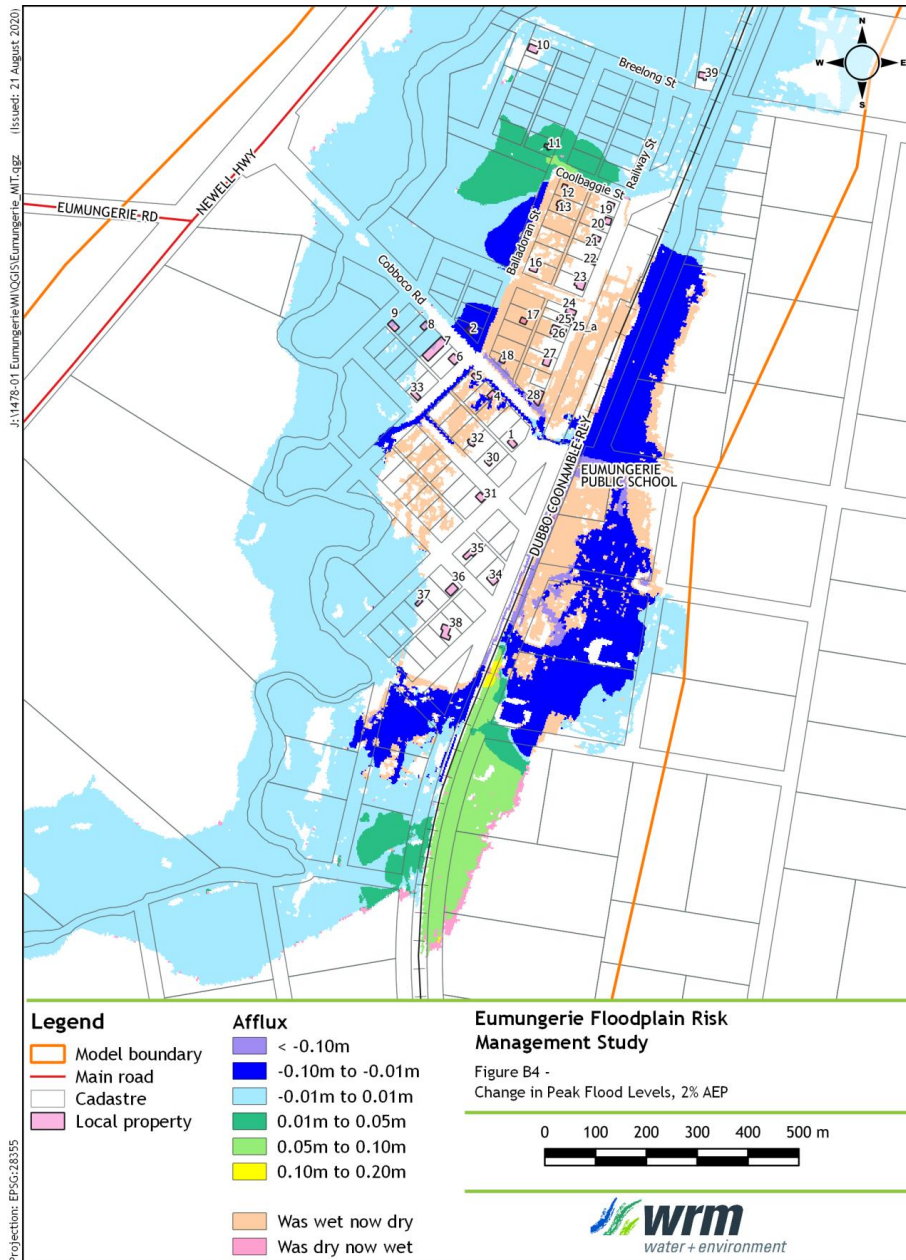 J:\1478-01 Eumungerie\WI\QGIS\Eumungerie_MIT.qgz (Issued: 21 August 2020)
N
W E
S
10
Breelong St
39
11
Coolbaggie St
Railway St
12
13
19
20
21
22
23
16
Balladoran St
NEWELL HWY
EUMUNGERIE RD
Cobboco Rd
9
8
7
6
2
17
24
25
25_a
26
27
18
5
4
28
33
32
1
30
31
DUBBO COONAMBLE RLY
EUMUNGERIE
PUBLIC SCHOOL
35
34
36
37
38
Legend
Model boundary
Main road
Cadastre
Local property
Afflux
< -0.10m
-0.10m to -0.01m
-0.01m to 0.01m
0.01m to 0.05m
0.05m to 0.10m
0.10m to 0.20m
Was wet now dry
Was dry now wet
Eumungerie Floodplain Risk
Management Study
Figure B4 -
Change in Peak Flood Levels, 2% AEP
0 100 200 300 400 500 m
wrm
water + environment
Projection: EPSG:28355